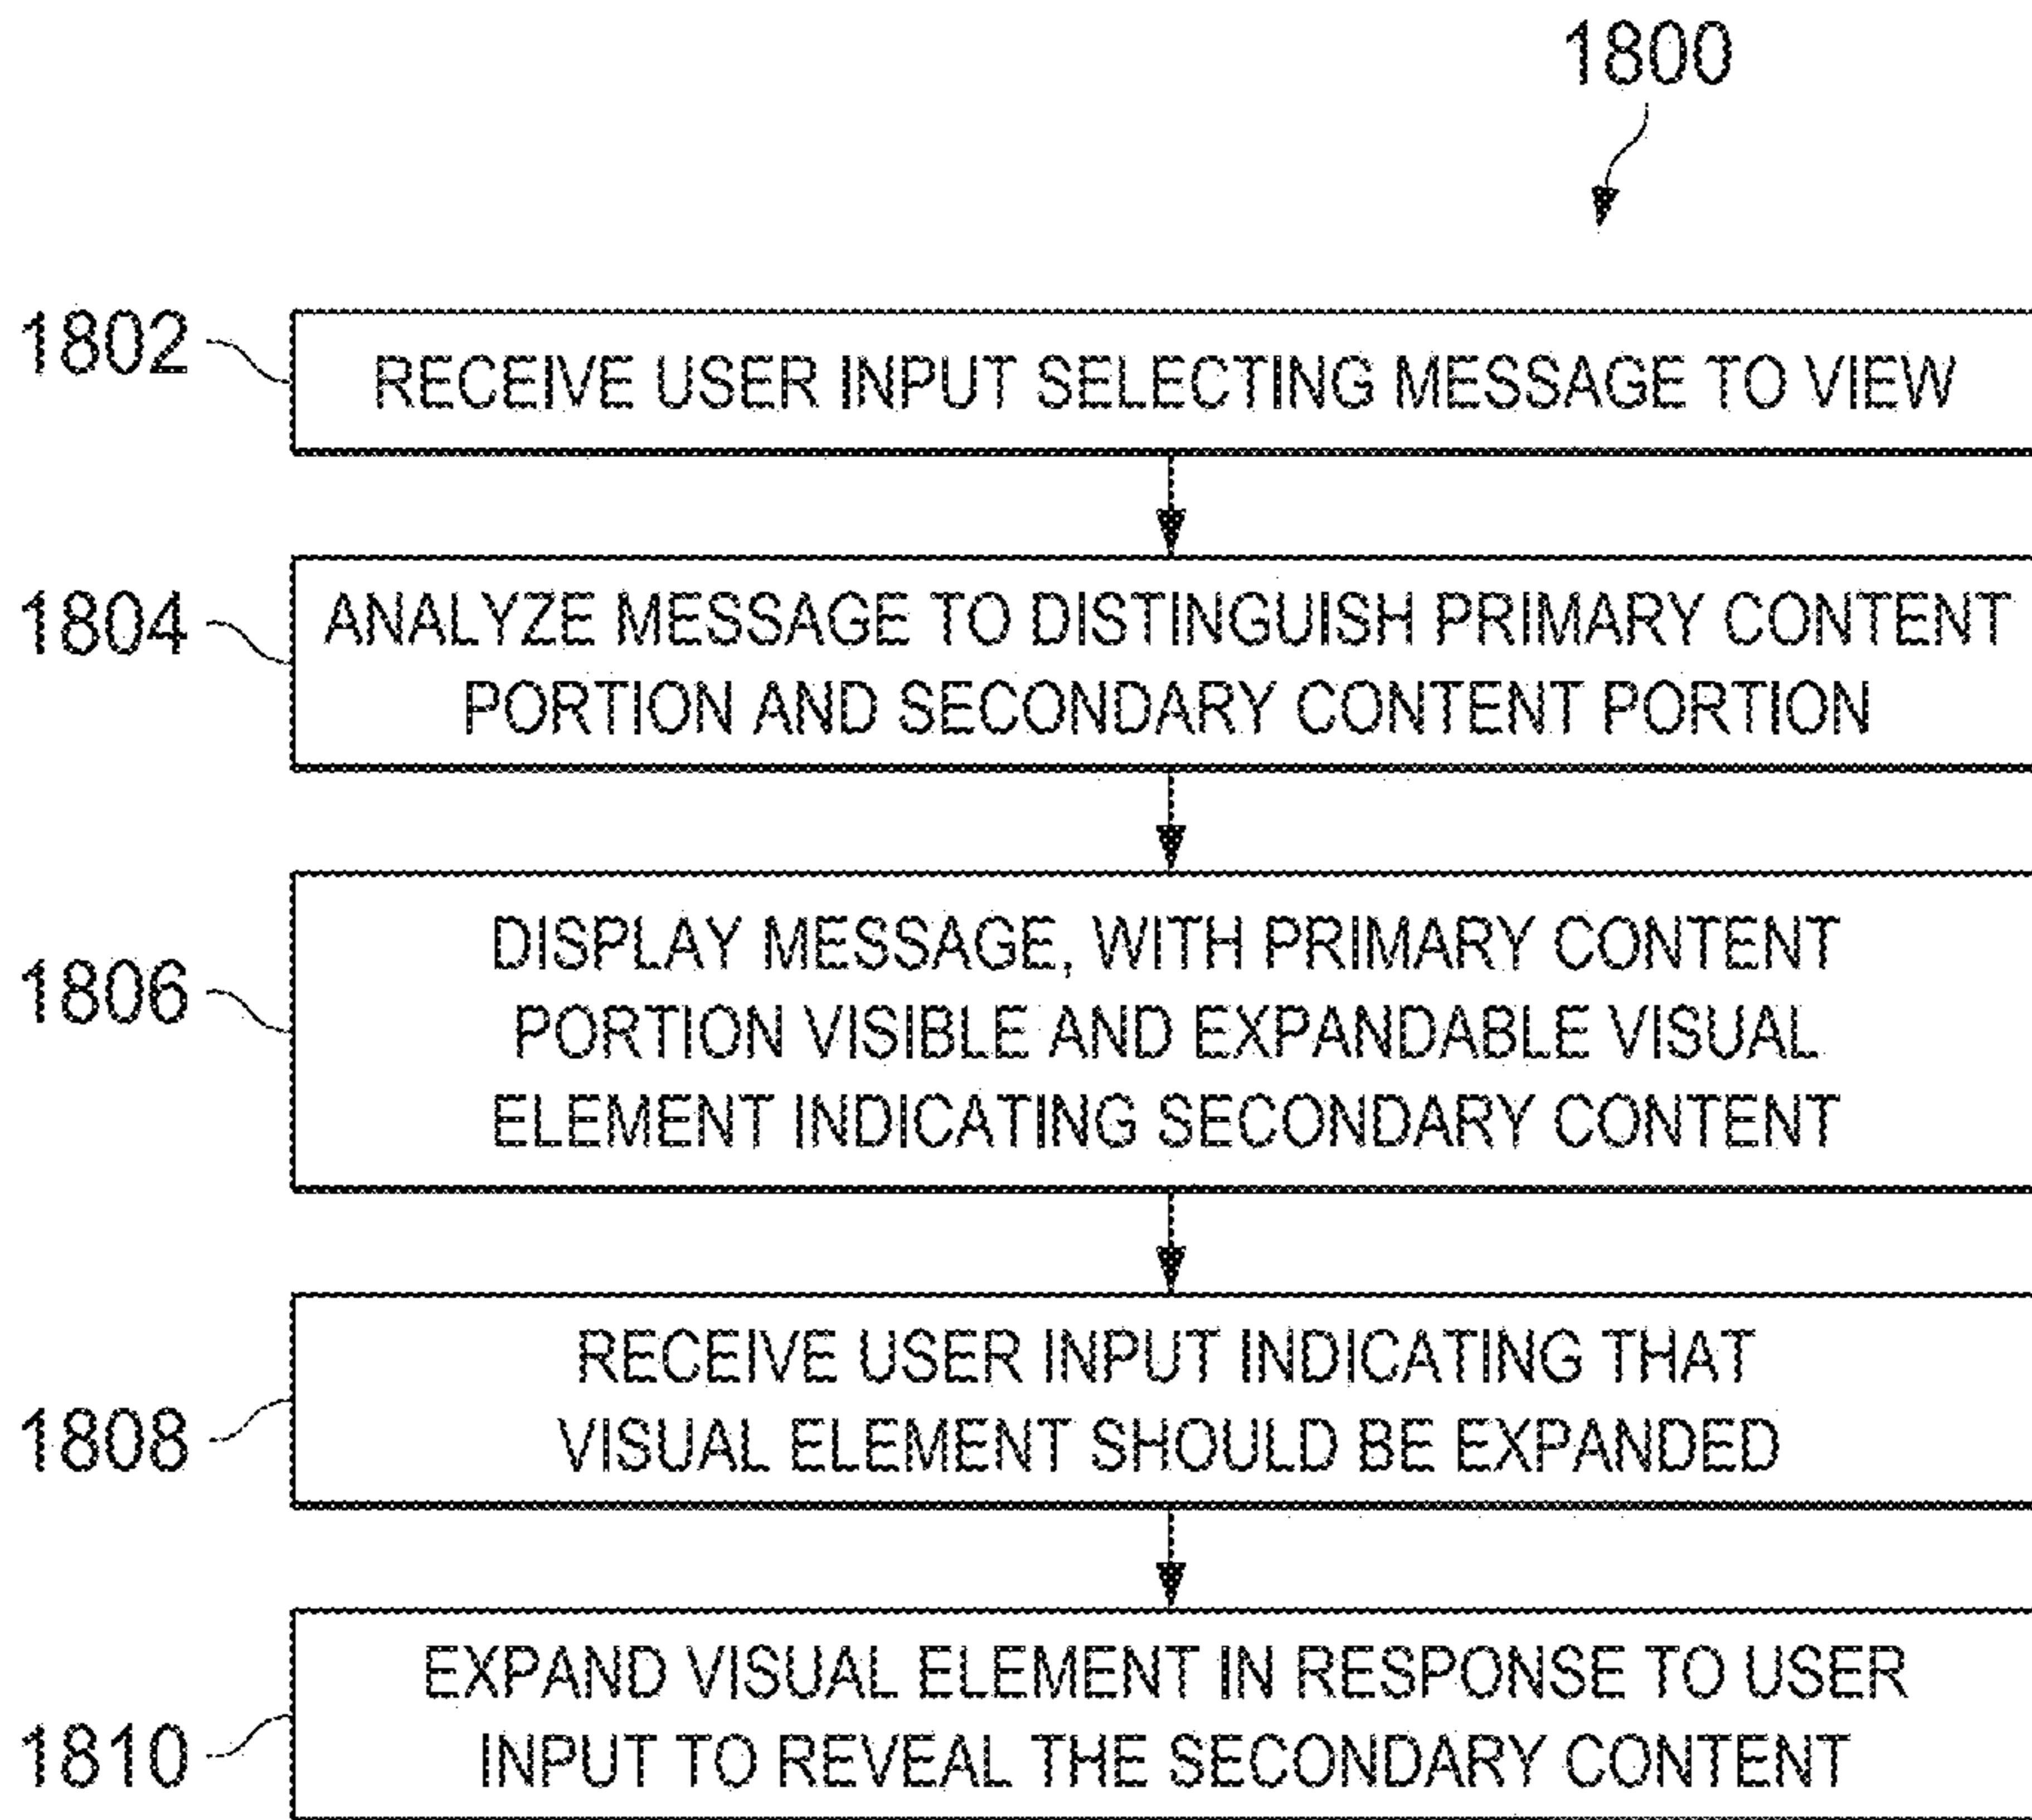 1800
1802
RECEIVE USER INPUT SELECTING MESSAGE TO VIEW
1804
ANALYZE MESSAGE TO DISTINGUISH PRIMARY CONTENT
PORTION AND SECONDARY CONTENT PORTION
1806
DISPLAY MESSAGE, WITH PRIMARY CONTENT
PORTION VISIBLE AND EXPANDABLE VISUAL
ELEMENT INDICATING SECONDARY CONTENT
1808
RECEIVE USER INPUT INDICATING THAT
VISUAL ELEMENT SHOULD BE EXPANDED
1810
EXPAND VISUAL ELEMENT IN RESPONSE TO USER
INPUT TO REVEAL THE SECONDARY CONTENT